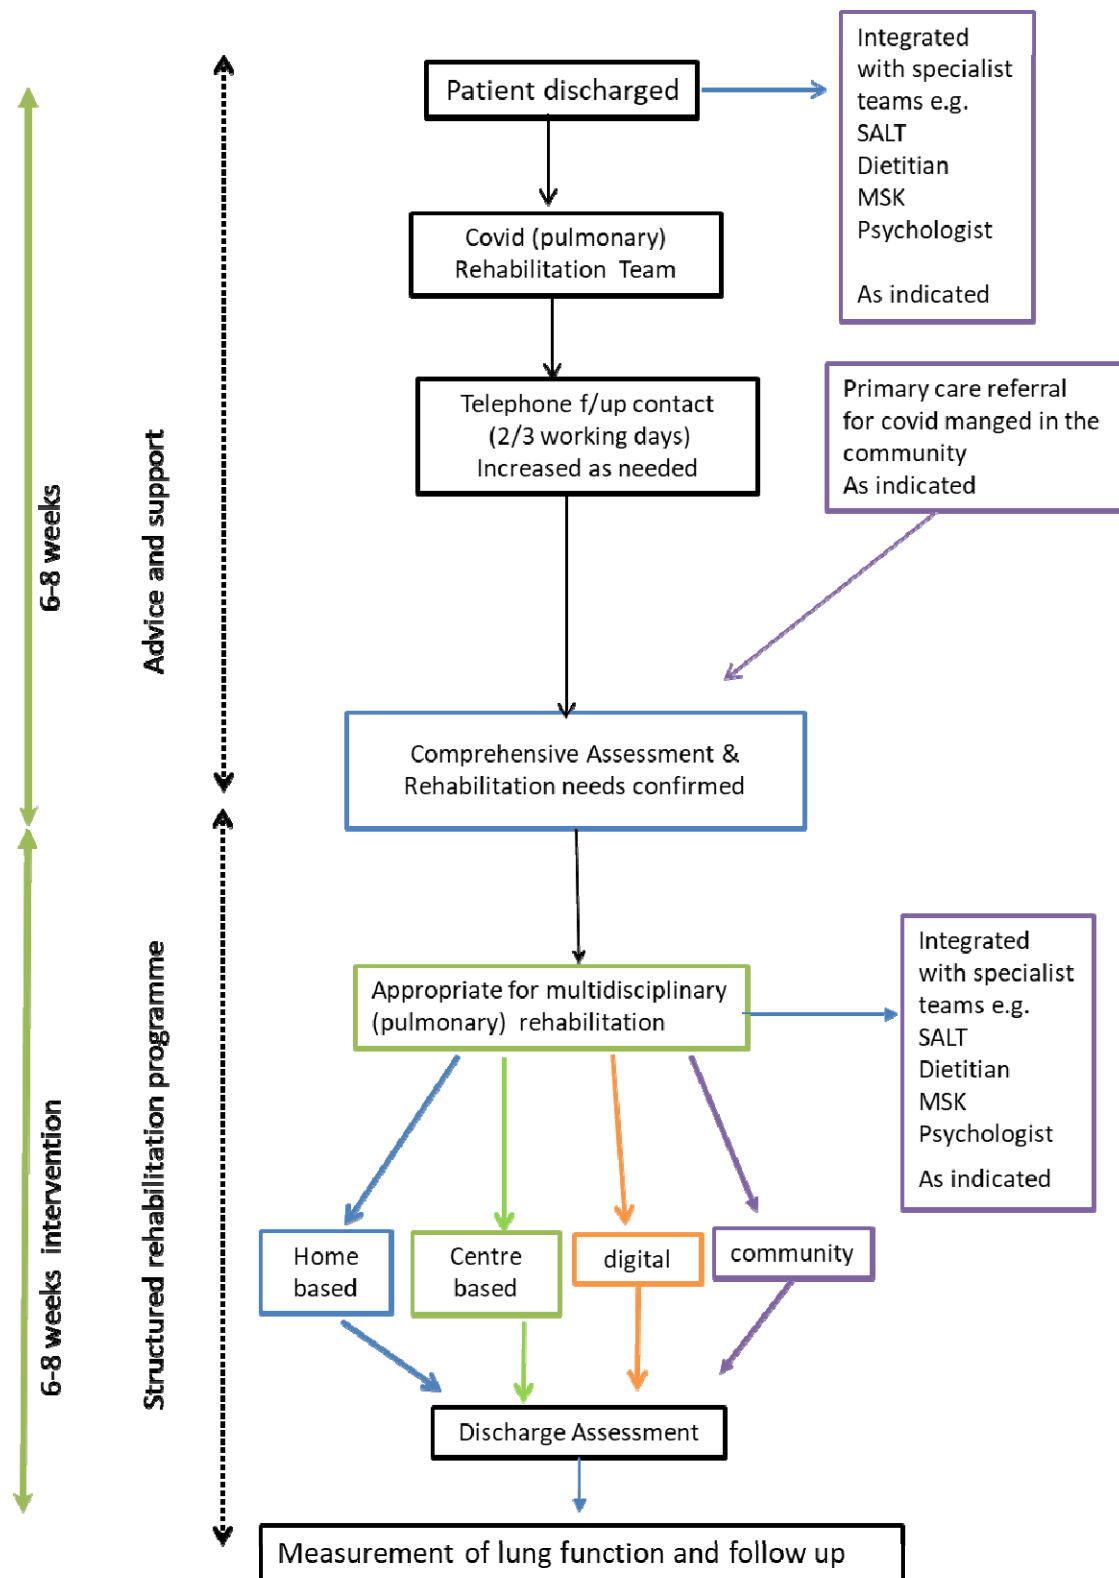 Patient discharged
Integrated
with specialist
teams e.g.
SALT
Dietitian
MSK
Psychologist
As indicated
Covid (pulmonary)
Rehabilitation Team
Telephone f/up contact
(2/3 working days)
Increased as needed
Primary care referral
for covid manged in the
community
As indicated
6-8 weeks
Advice and support
Comprehensive Assessment &
Rehabilitation needs confirmed
6-8 weeks intervention
Structured rehabilitation programme
Appropriate for multidisciplinary
(pulmonary) rehabilitation
Integrated
with specialist
teams e.g.
SALT
Dietitian
MSK
Psychologist
As indicated
Home
based
Centre
based
digital
community
Discharge Assessment
Measurement of lung function and follow up